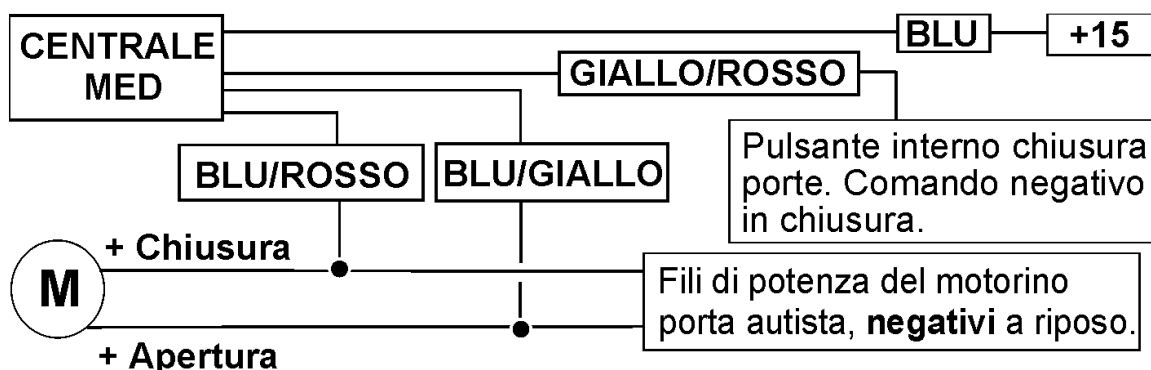 CENTRALE
MED
BLU
+15
GIALLO/ROSSO
Pulsante interno chiusura
porte. Comando negativo
in chiusura.
BLU/ROSSO
BLU/GIALLO
+ Chiusura
M
Fili di potenza del motorino
porta autista, negativi a riposo.
+ Apertura